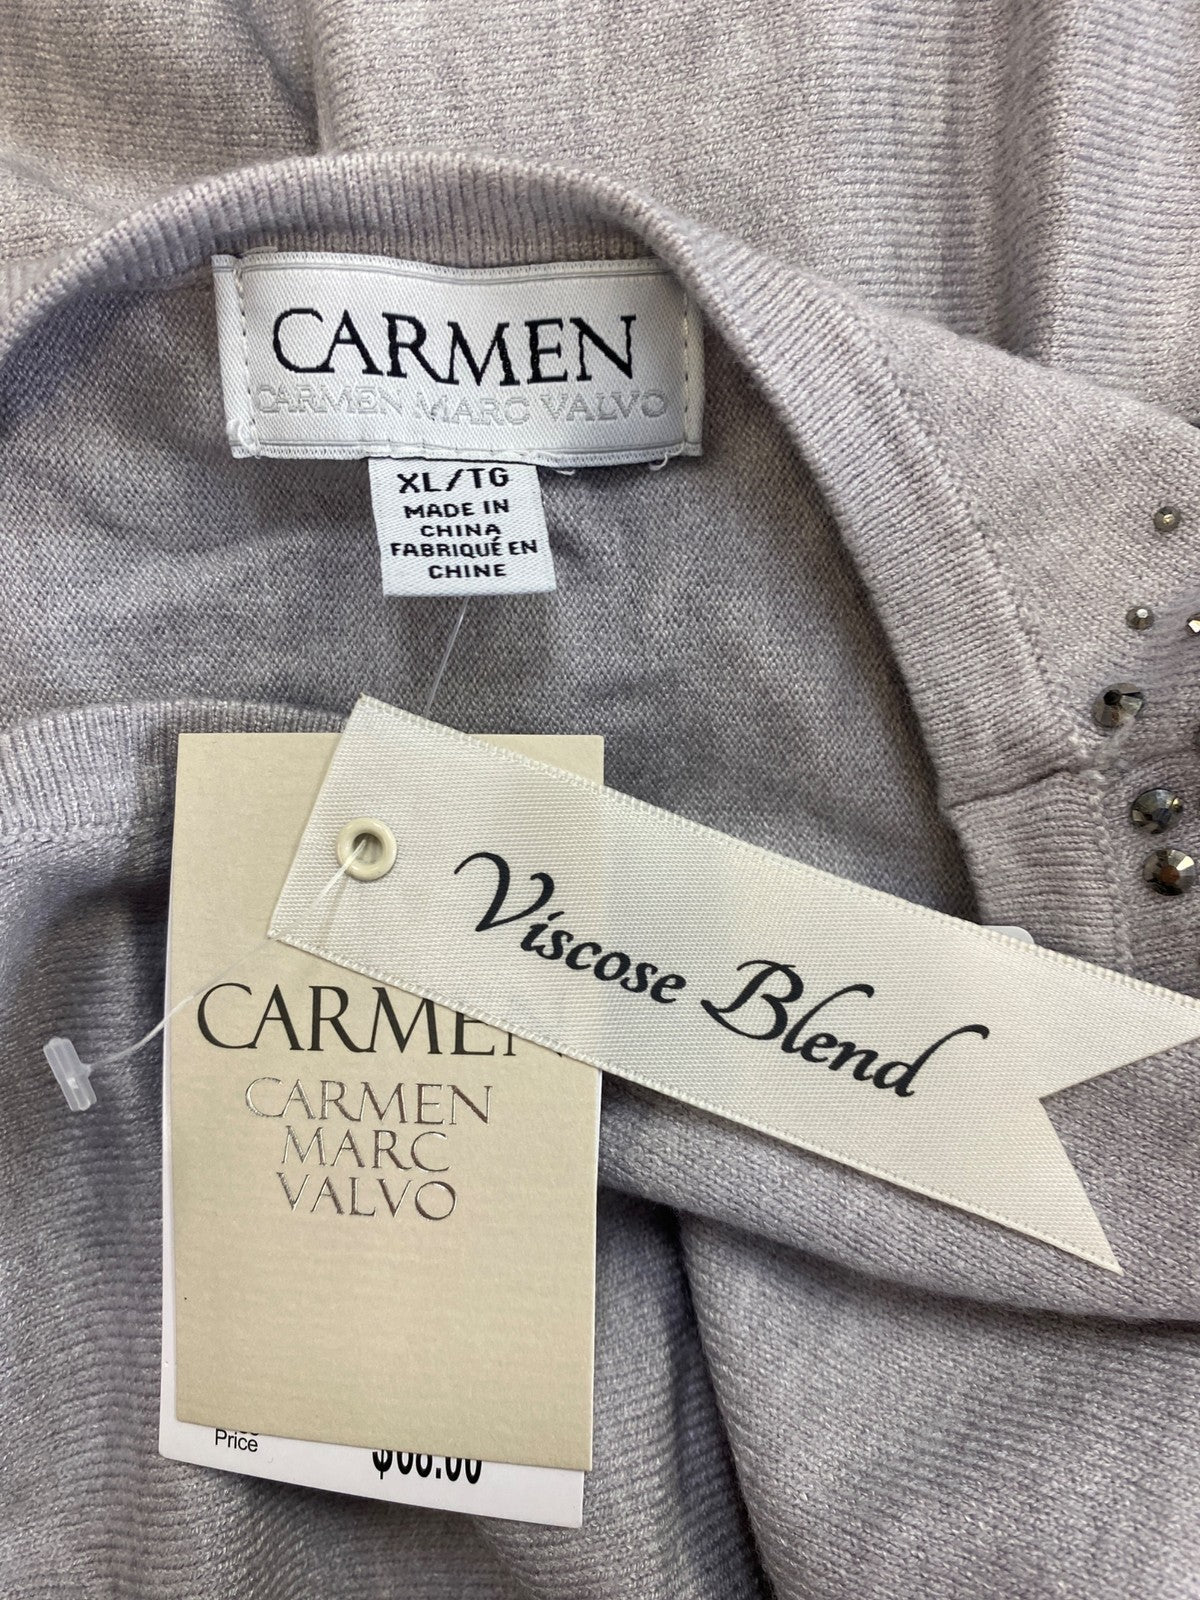 CARMEN
CARMEN MARC VALVO
XL/TG
MADE IN
CHINA
FABRIQUÉ EN
CHINE
Viscose Blend
CARMEN
CARMEN
MARC
VALVO
Price